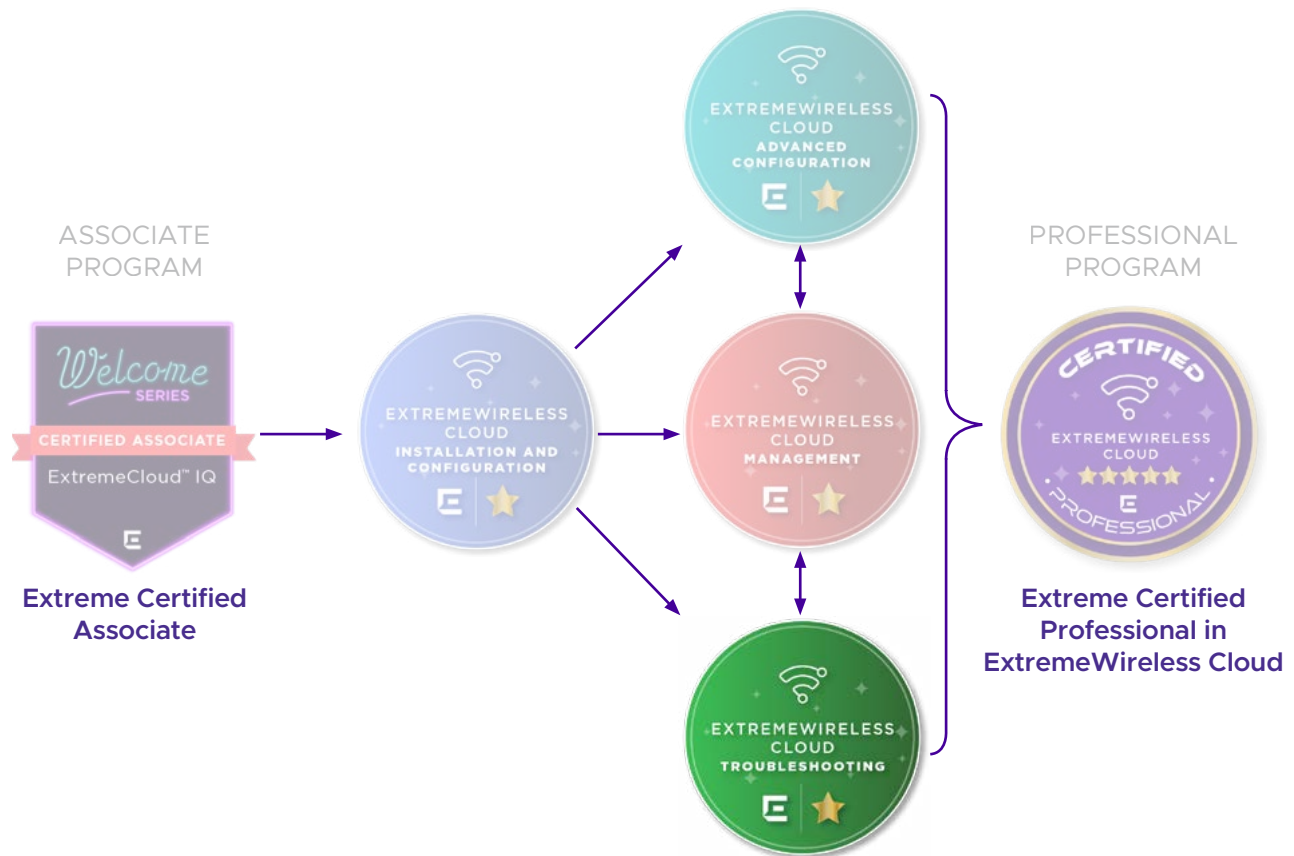 ASSOCIATE
PROGRAM
Welcome
SERIES
CERTIFIED ASSOCIATE
ExtremeCloud™ IQ
E
Extreme Certified
Associate
EXTREMEWIRELESS
CLOUD
INSTALLATION AND
CONFIGURATION
E
EXTREMEWIRELESS
CLOUD
ADVANCED
CONFIGURATION
E
EXTREMEWIRELESS
CLOUD
MANAGEMENT
E
EXTREMEWIRELESS
CLOUD
TROUBLESHOOTING
E
PROFESSIONAL
PROGRAM
CERTIFIED
EXTREMEWIRELESS
CLOUD
E
PROFESSIONAL
Extreme Certified
Professional in
ExtremeWireless Cloud